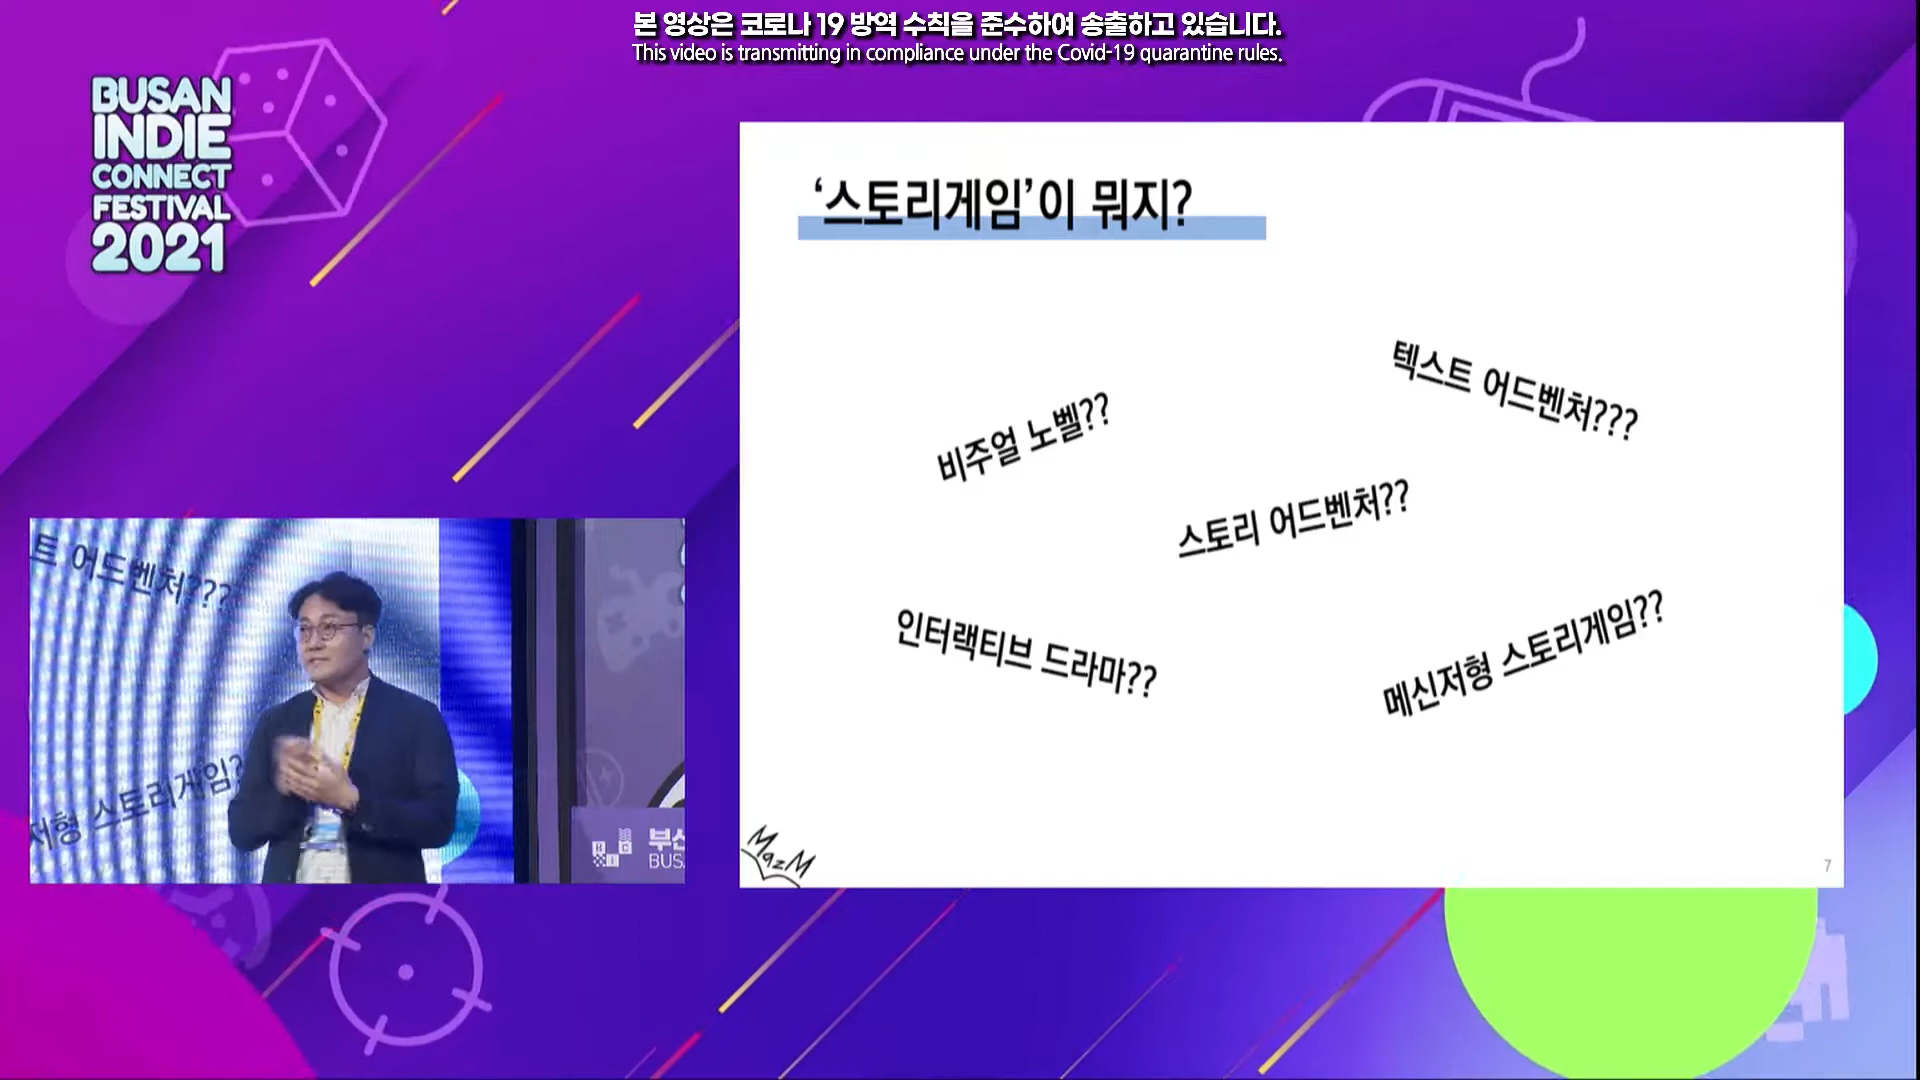 본 영상은 코로나 19 방역 수칙을 준수하여 송출하고 있습니다.
This video is transmitting in compliance under the Covid-19 quarantine rules.
BUSAN
INDIE
CONNECT
FESTIVAL
2021
‘스토리게임’이 뭐지?
텍스트 어드벤처???
비주얼 노벨??
스토리 어드벤처??
인터랙티브 드라마??
메신저형 스토리게임??
MazM
7
트 어드벤처???
저형 스토리게임?
BIC
부산
BUS